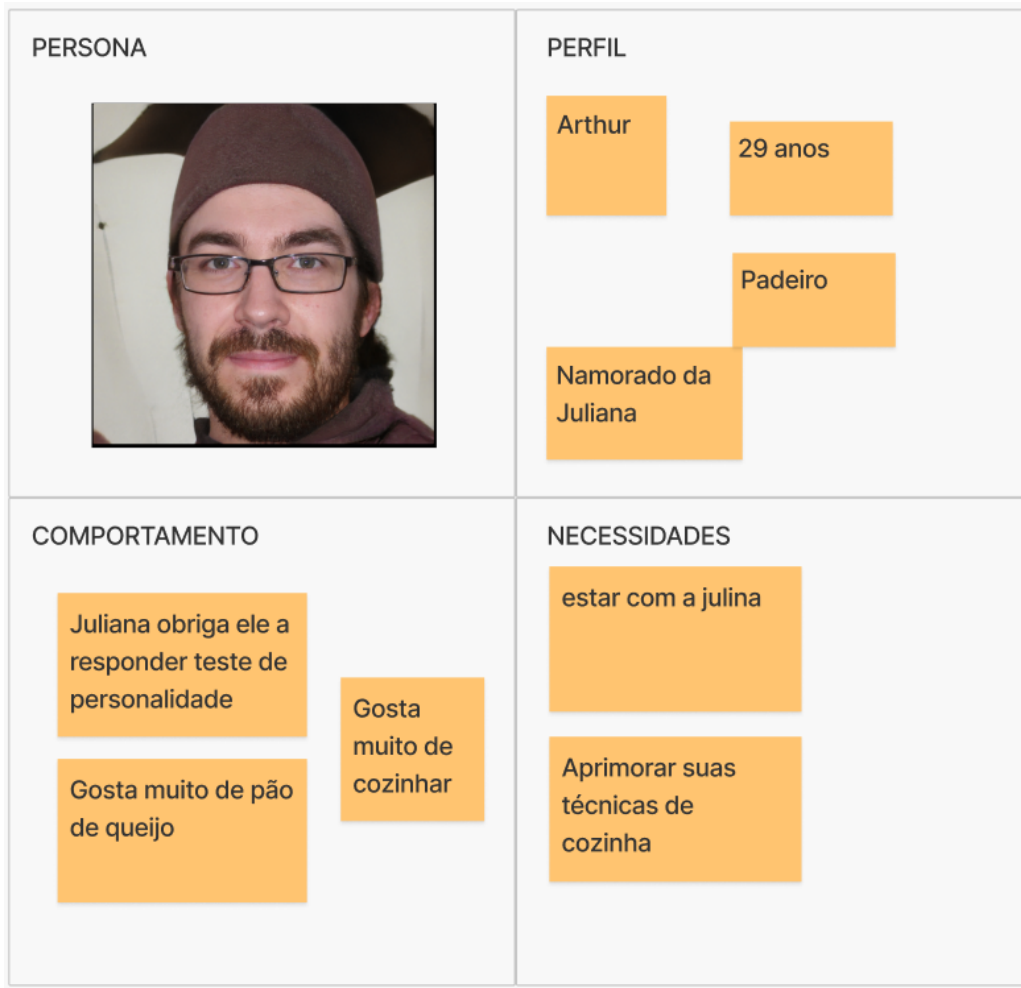 PERSONA
PERFIL
Arthur
29 anos
Padeiro
Namorado da
Juliana
COMPORTAMENTO
Juliana obriga ele a
responder teste de
personalidade
Gosta
muito de
cozinhar
Gosta muito de pão
de queijo
NECESSIDADES
estar com a julina
Aprimorar suas
técnicas de
cozinha